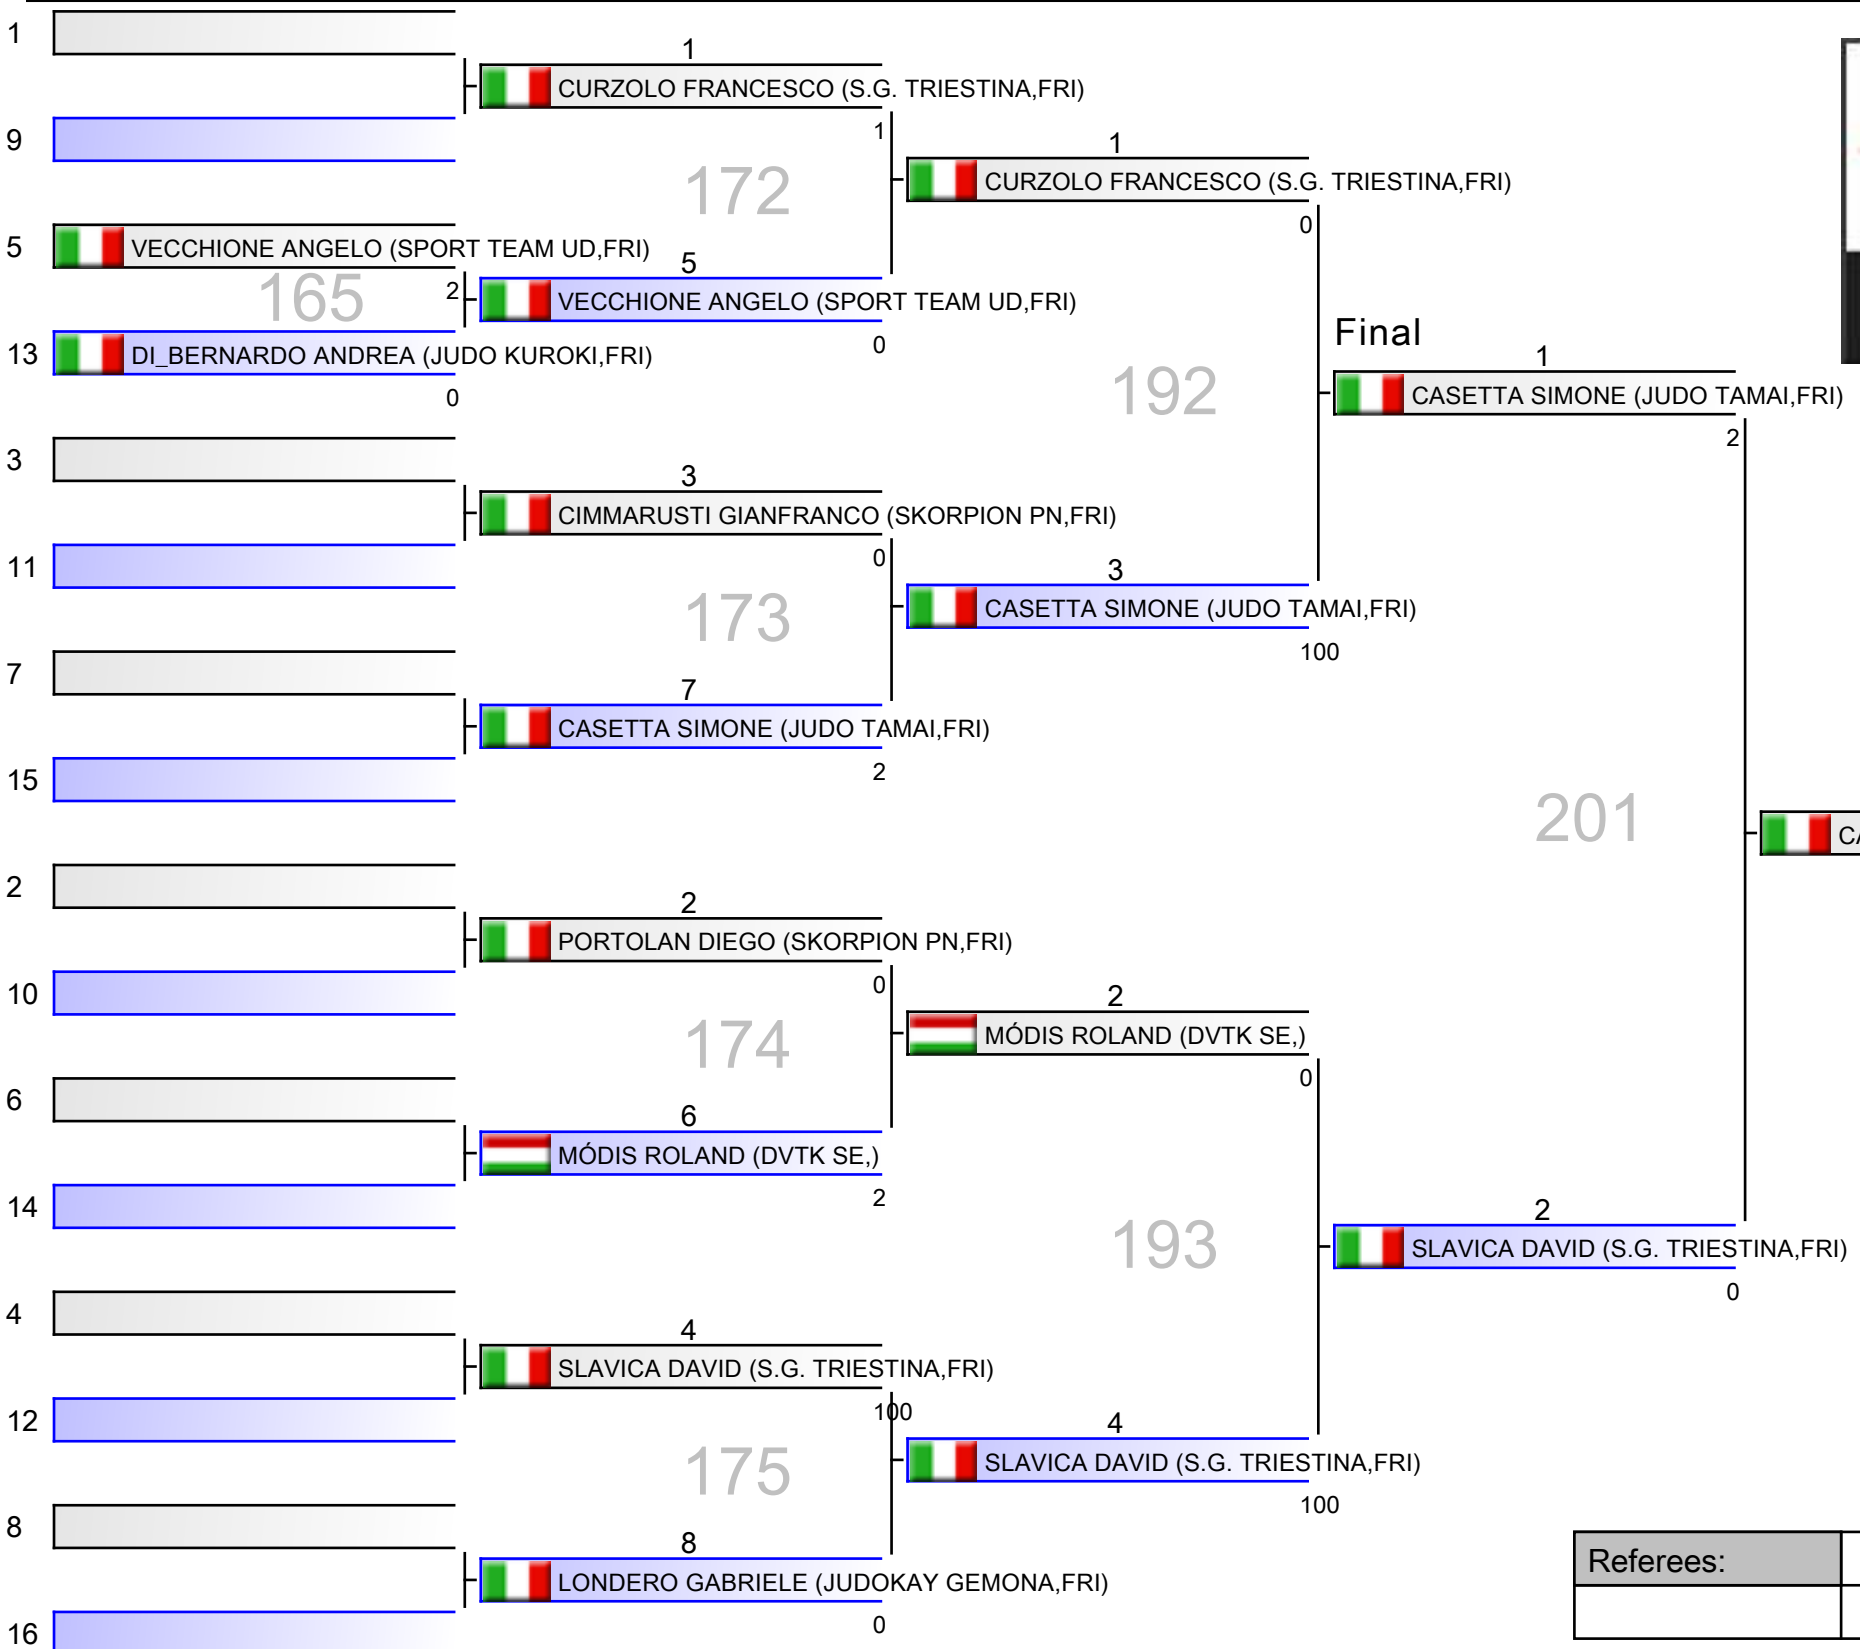 1
1
CURZOLO FRANCESCO (S.G. TRIESTINA,FRI)
1
9
172
1
CURZOLO FRANCESCO (S.G. TRIESTINA,FRI)
0
5
VECCHIONE ANGELO (SPORT TEAM UD,FRI)
165
2
5
VECCHIONE ANGELO (SPORT TEAM UD,FRI)
0
13
DI_BERNARDO ANDREA (JUDO KUROKI,FRI)
0
192
Final
1
CASETTA SIMONE (JUDO TAMAI,FRI)
2
3
3
CIMMARUSTI GIANFRANCO (SKORPION PN,FRI)
0
11
173
3
CASETTA SIMONE (JUDO TAMAI,FRI)
100
7
7
CASETTA SIMONE (JUDO TAMAI,FRI)
2
15
201
CA
2
2
PORTOLAN DIEGO (SKORPION PN,FRI)
0
10
174
2
MÓDIS ROLAND (DVTK SE,)
0
6
6
MÓDIS ROLAND (DVTK SE,)
2
14
193
2
SLAVICA DAVID (S.G. TRIESTINA,FRI)
0
4
4
SLAVICA DAVID (S.G. TRIESTINA,FRI)
100
12
175
4
SLAVICA DAVID (S.G. TRIESTINA,FRI)
100
8
8
LONDERO GABRIELE (JUDOKAY GEMONA,FRI)
0
16
Referees: